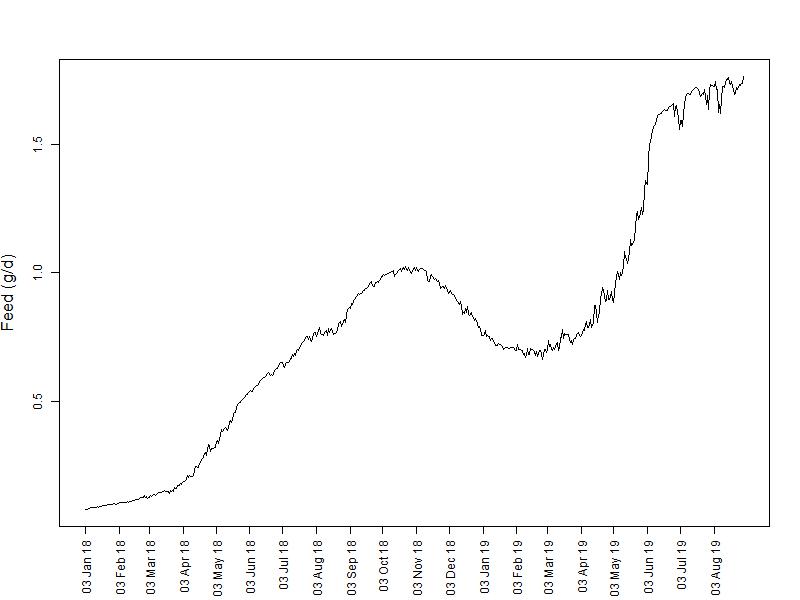 Feed (g/d)
1.5
1.0
0.5
03 Jan 18
03 Feb 18
03 Mar 18
03 Apr 18
03 May 18
03 Jun 18
03 Jul 18
03 Aug 18
03 Sep 18
03 Oct 18
03 Nov 18
03 Dec 18
03 Jan 19
03 Feb 19
03 Mar 19
03 Apr 19
03 May 19
03 Jun 19
03 Jul 19
03 Aug 19